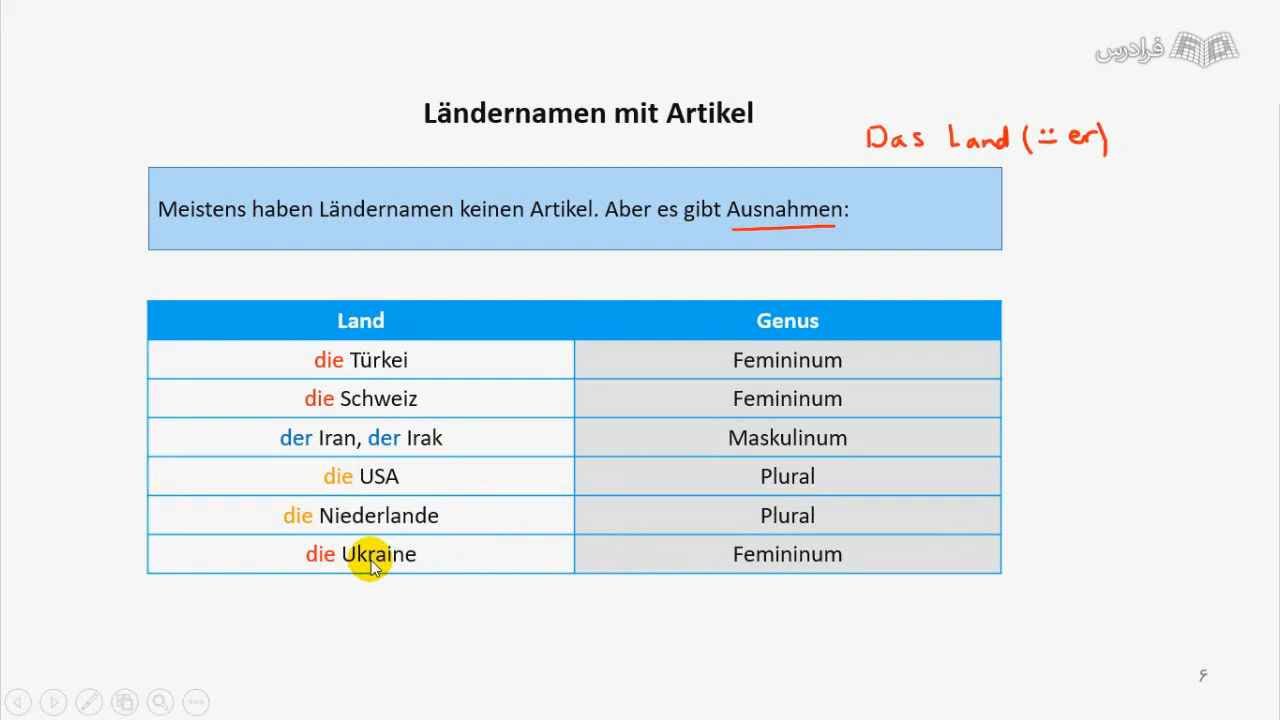 فرادرس
Ländernamen mit Artikel
Das Land (¨er)
Meistens haben Ländernamen keinen Artikel. Aber es gibt Ausnahmen:
Land Genus
die Türkei Femininum
die Schweiz Femininum
der Iran, der Irak Maskulinum
die USA Plural
die Niederlande Plural
die Ukraine Femininum
۶